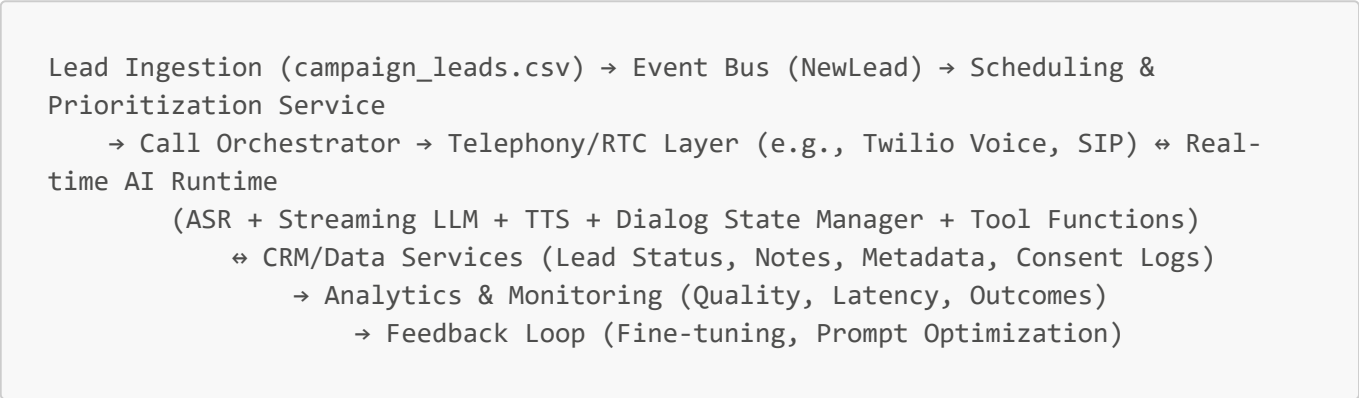 Lead Ingestion (campaign_leads.csv) → Event Bus (NewLead) → Scheduling &
Prioritization Service
→ Call Orchestrator → Telephony/RTC Layer (e.g., Twilio Voice, SIP) ↔ Real-
time AI Runtime
(ASR + Streaming LLM + TTS + Dialog State Manager + Tool Functions)
↔ CRM/Data Services (Lead Status, Notes, Metadata, Consent Logs)
→ Analytics & Monitoring (Quality, Latency, Outcomes)
→ Feedback Loop (Fine-tuning, Prompt Optimization)